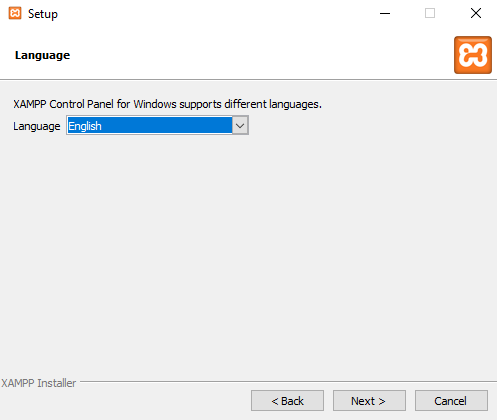 Setup
Language
XAMPP Control Panel for Windows supports different languages.
Language English
XAMPP Installer
< Back Next > Cancel